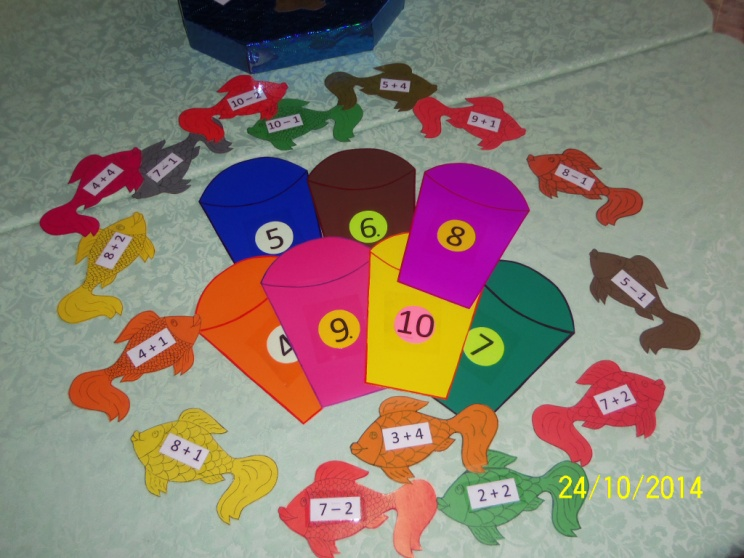 5 + 4
10 – 2
10 – 1
9 + 1
7 – 1
4 + 4
8 – 1
8 + 2
5
6.
8
5 – 1
4
9.
10
7
4 + 1
7 + 2
8 + 1
3 + 4
7 – 2
2 + 2
24/10/2014